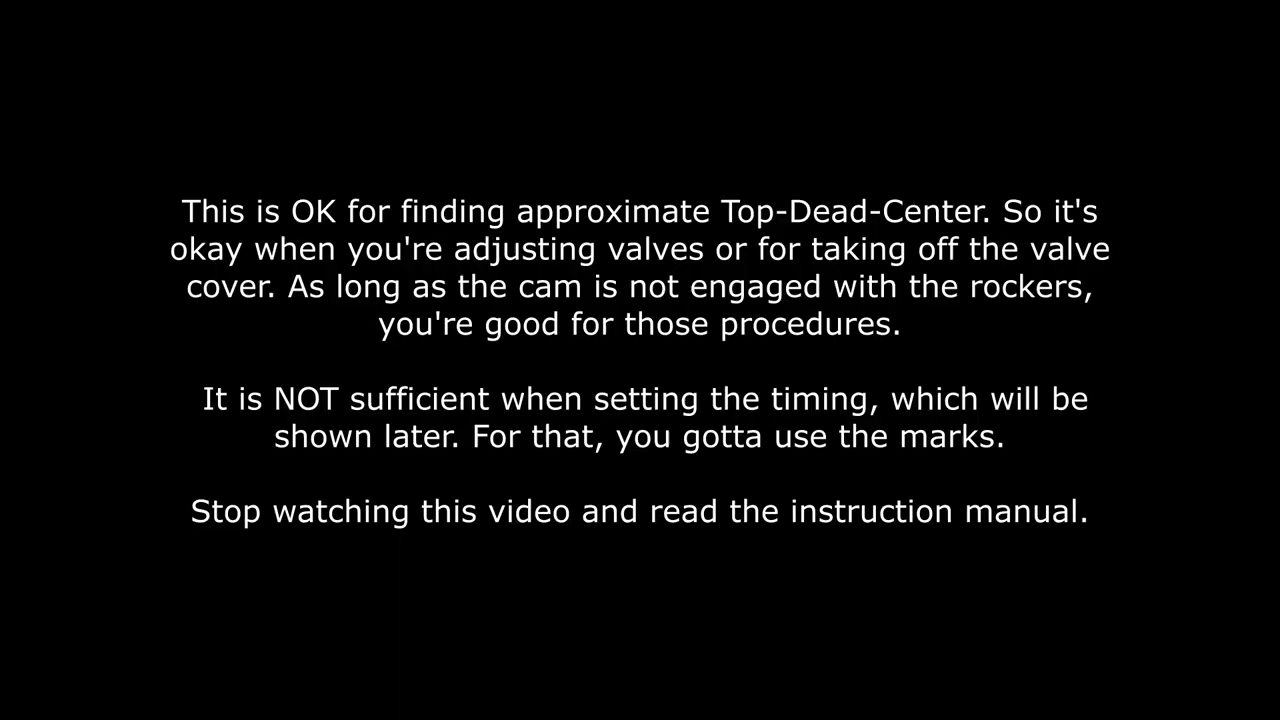 This is OK for finding approximate Top-Dead-Center. So it's
okay when you're adjusting valves or for taking off the valve
cover. As long as the cam is not engaged with the rockers,
you're good for those procedures.
It is NOT sufficient when setting the timing, which will be
shown later. For that, you gotta use the marks.
Stop watching this video and read the instruction manual.